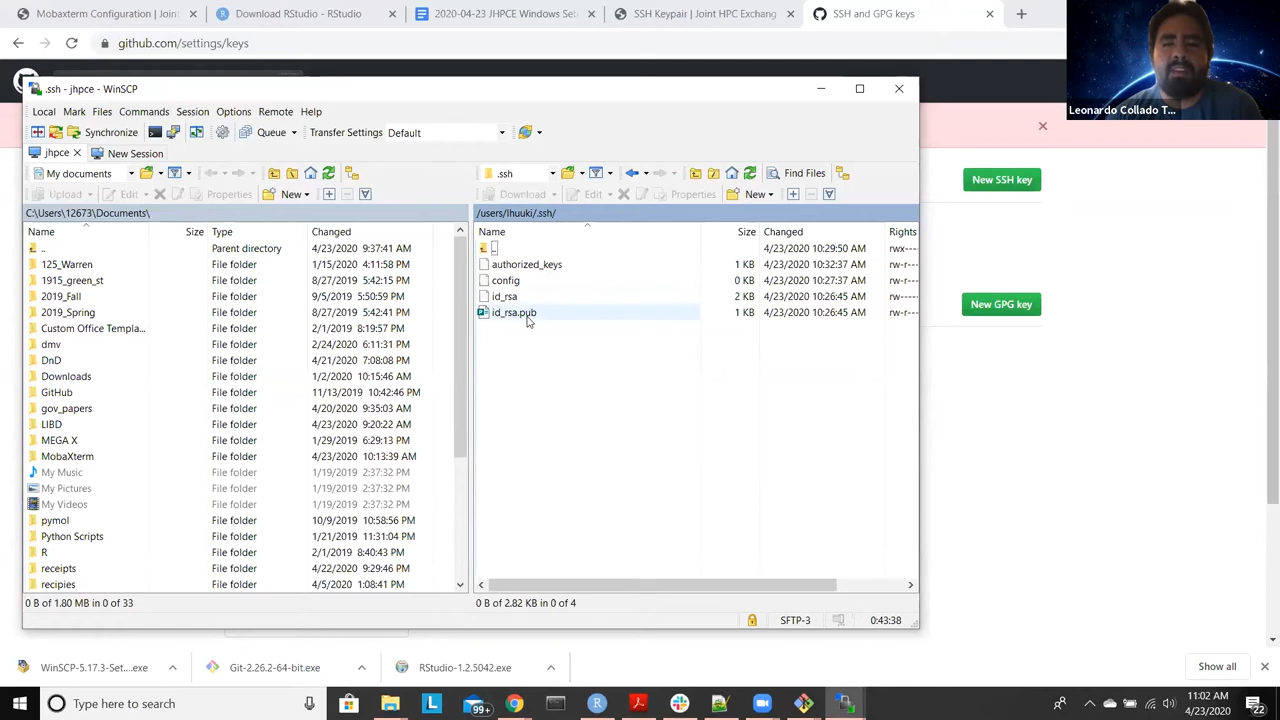 Mobaxterm Configuration | Joint
Download RStudio - RStudio
2020-04-23 JHPCE Windows Set
SSH Keypair | Joint HPC Exchang
SSH and GPG keys
github.com/settings/keys
Leonardo Collado T...
.ssh - jhpce - WinSCP
Local Mark Files Commands Session Options Remote Help
Synchronize
Queue
Transfer Settings Default
jhpce
New Session
My documents
.ssh
Find Files
Upload Edit Properties New
Download Edit Properties New
C:\Users\12673\Documents\
/users/lhuuki/.ssh/
Name Size Type Changed
.. Parent directory 4/23/2020 9:37:41 AM
125_Warren File folder 1/15/2020 4:11:58 PM
1915_green_st File folder 8/27/2019 5:42:15 PM
2019_Fall File folder 9/5/2019 5:50:59 PM
2019_Spring File folder 8/27/2019 5:42:41 PM
Custom Office Templa... File folder 2/1/2019 8:19:57 PM
dmv File folder 2/24/2020 6:11:31 PM
DnD File folder 4/21/2020 7:08:08 PM
Downloads File folder 1/2/2020 10:15:46 AM
GitHub File folder 11/13/2019 10:42:46 PM
gov_papers File folder 4/20/2020 9:35:03 AM
LIBD File folder 4/23/2020 9:20:22 AM
MEGA X File folder 1/29/2019 6:29:13 PM
MobaXterm File folder 4/23/2020 10:13:39 AM
My Music File folder 1/19/2019 2:37:32 PM
My Pictures File folder 1/19/2019 2:37:32 PM
My Videos File folder 1/19/2019 2:37:32 PM
pymol File folder 10/9/2019 10:58:56 PM
Python Scripts File folder 1/21/2019 11:31:04 PM
R File folder 2/1/2019 8:40:43 PM
receipts File folder 4/22/2020 9:29:46 PM
recipies File folder 4/5/2020 1:08:41 PM
Name Size Changed Rights
.. 4/23/2020 10:29:50 AM rwx----
authorized_keys 1 KB 4/23/2020 10:32:37 AM rw-r---
config 0 KB 4/23/2020 10:27:37 AM rw-r---
id_rsa 2 KB 4/23/2020 10:26:45 AM rw-----
id_rsa.pub 1 KB 4/23/2020 10:26:45 AM rw-r---
0 B of 1.80 MB in 0 of 33
0 B of 2.82 KB in 0 of 4
SFTP-3
0:43:38
New SSH key
New GPG key
WinSCP-5.17.3-Set....exe
Git-2.26.2-64-bit.exe
RStudio-1.2.5042.exe
Show all
Type here to search
99+
11:02 AM
4/23/2020
22